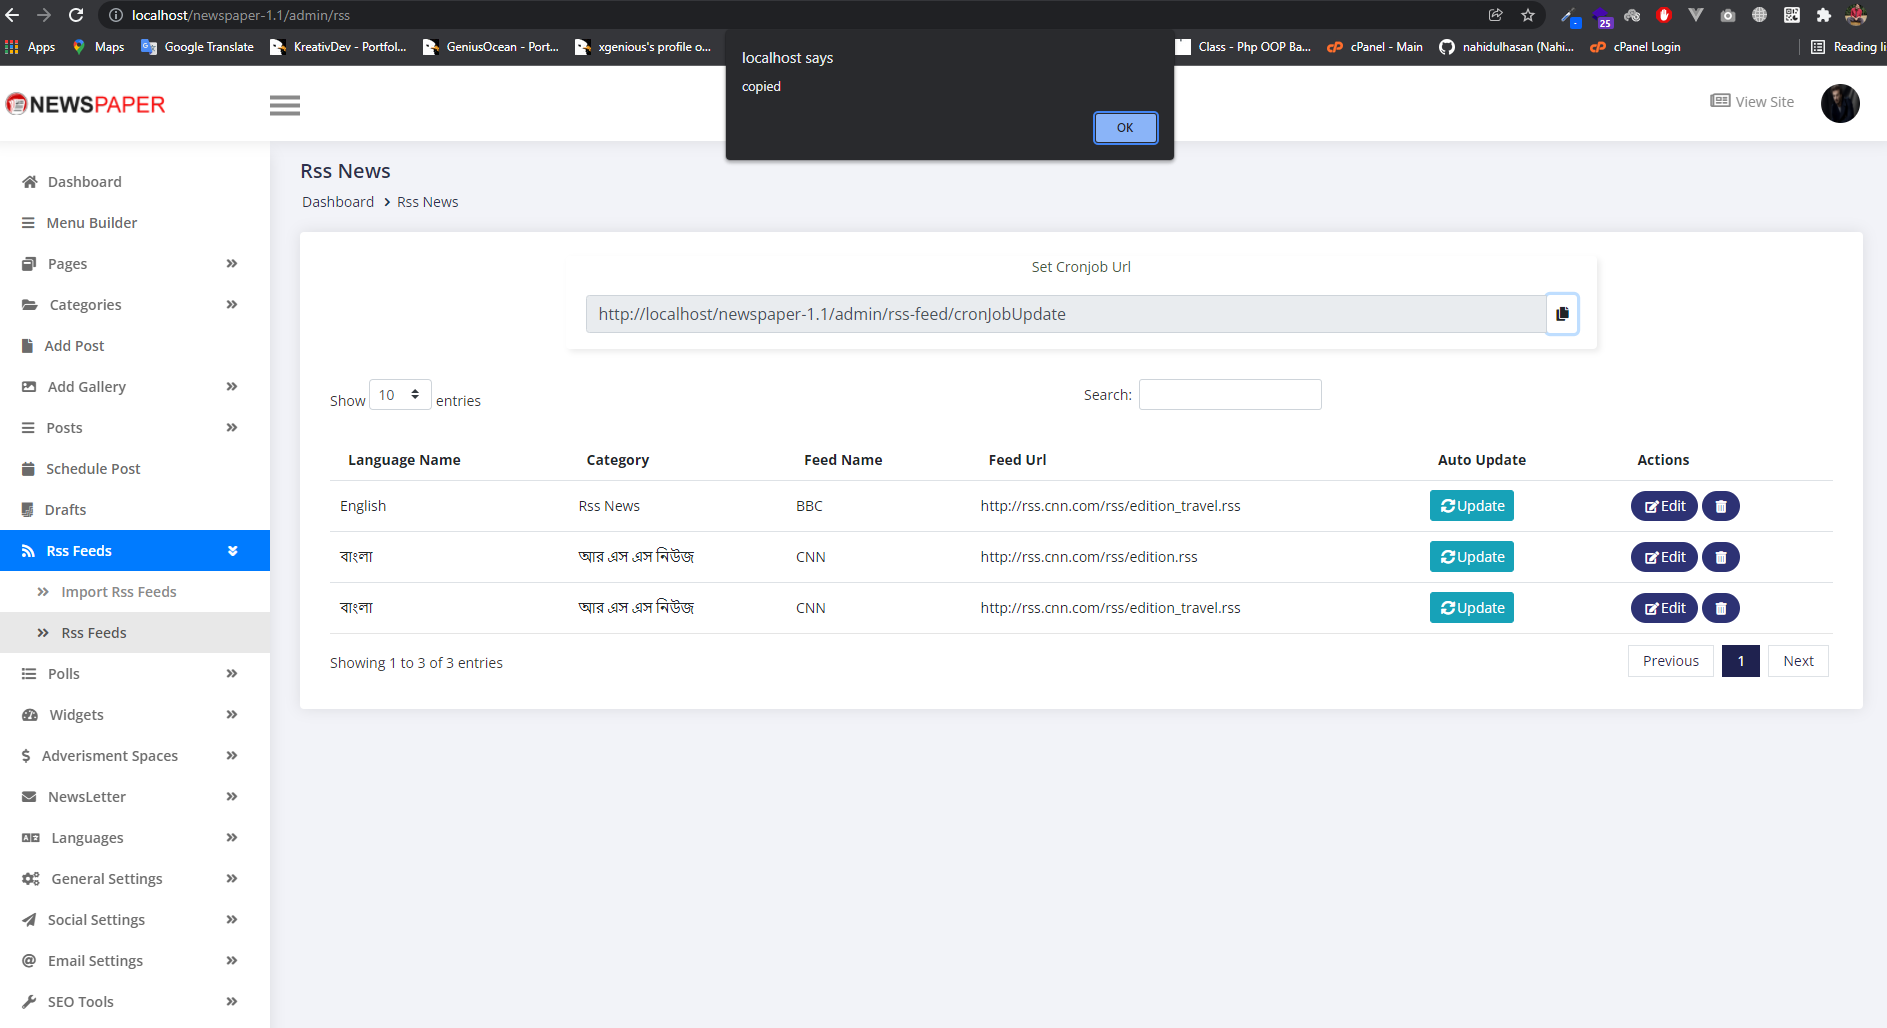 localhost/newspaper-1.1/admin/rss
25
Apps Maps Google Translate KreativDev - Portfol... GeniusOcean - Port... xgenious's profile o... Class - Php OOP Ba... cPanel - Main nahidulhasan (Nahi... cPanel Login Reading li
localhost says
copied
OK
NEWSPAPER
View Site
Dashboard
Menu Builder
Pages
Categories
Add Post
Add Gallery
Posts
Schedule Post
Drafts
Rss Feeds
Import Rss Feeds
Rss Feeds
Polls
Widgets
Adverisment Spaces
NewsLetter
Languages
General Settings
Social Settings
Email Settings
SEO Tools
Rss News
Dashboard > Rss News
Set Cronjob Url
http://localhost/newspaper-1.1/admin/rss-feed/cronJobUpdate
Show 10 entries Search:
Language Name Category Feed Name Feed Url Auto Update Actions
English Rss News BBC http://rss.cnn.com/rss/edition_travel.rss Update Edit
বাংলা আর এস এস নিউজ CNN http://rss.cnn.com/rss/edition.rss Update Edit
বাংলা আর এস এস নিউজ CNN http://rss.cnn.com/rss/edition_travel.rss Update Edit
Showing 1 to 3 of 3 entries Previous 1 Next